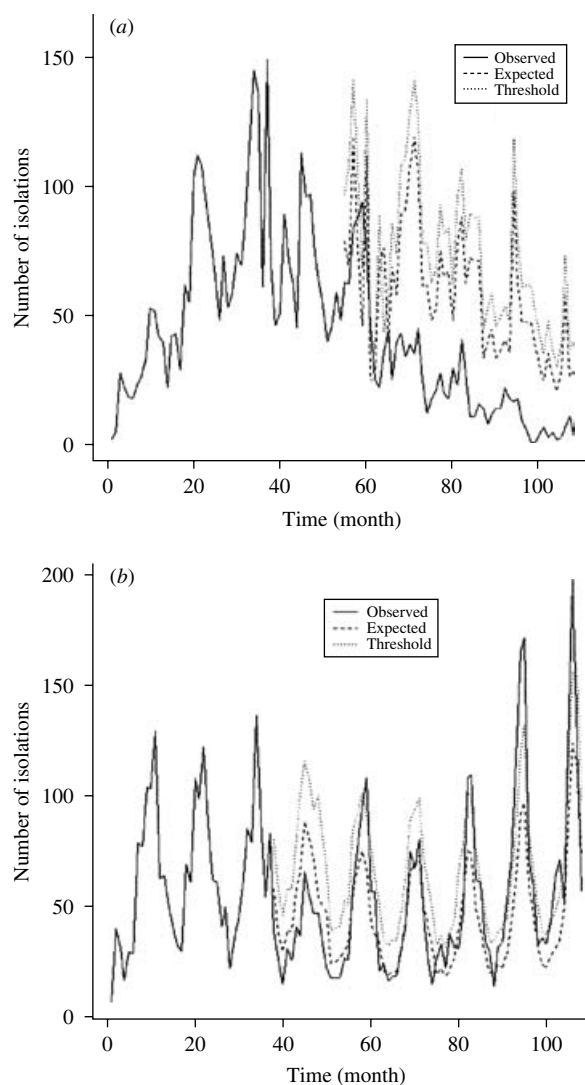 (a)
150
100
50
0
Number of isolations
Observed
Expected
Threshold
0 20 40 60 80 100
Time (month)
(b)
200
150
100
50
0
Number of isolations
Observed
Expected
Threshold
0 20 40 60 80 100
Time (month)